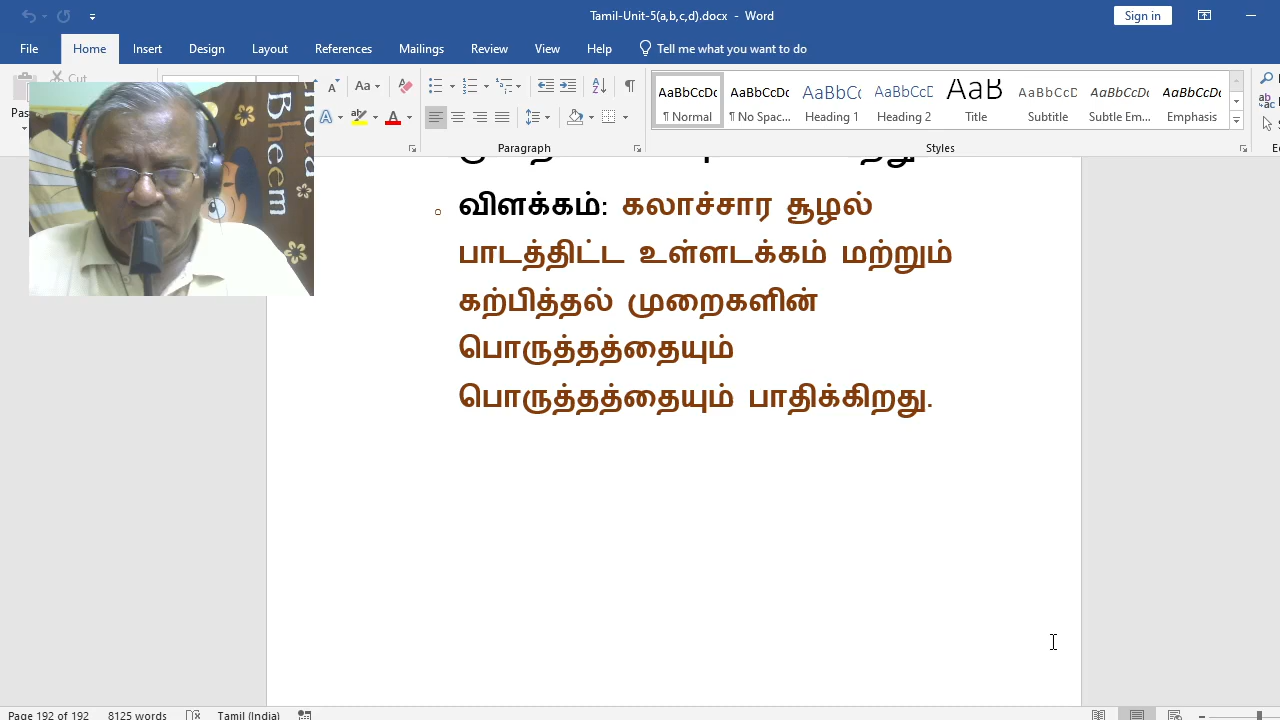 Tamil-Unit-5(a,b,c,d).docx - Word
Sign in
File Home Insert Design Layout References Mailings Review View Help Tell me what you want to do
Cut
Aa
AaBbCcDc AaBbCcDc AaBbCc AaBbCcD AaB AaBbCcD AaBbCcDc AaBbCcDc
¶ Normal ¶ No Spac... Heading 1 Heading 2 Title Subtitle Subtle Em... Emphasis
Paragraph Styles
Bheem
விளக்கம்: கலாச்சார சூழல்
பாடத்திட்ட உள்ளடக்கம் மற்றும்
கற்பித்தல் முறைகளின்
பொருத்தத்தையும்
பொருத்தத்தையும் பாதிக்கிறது.
Page 192 of 192 8125 words Tamil (India)